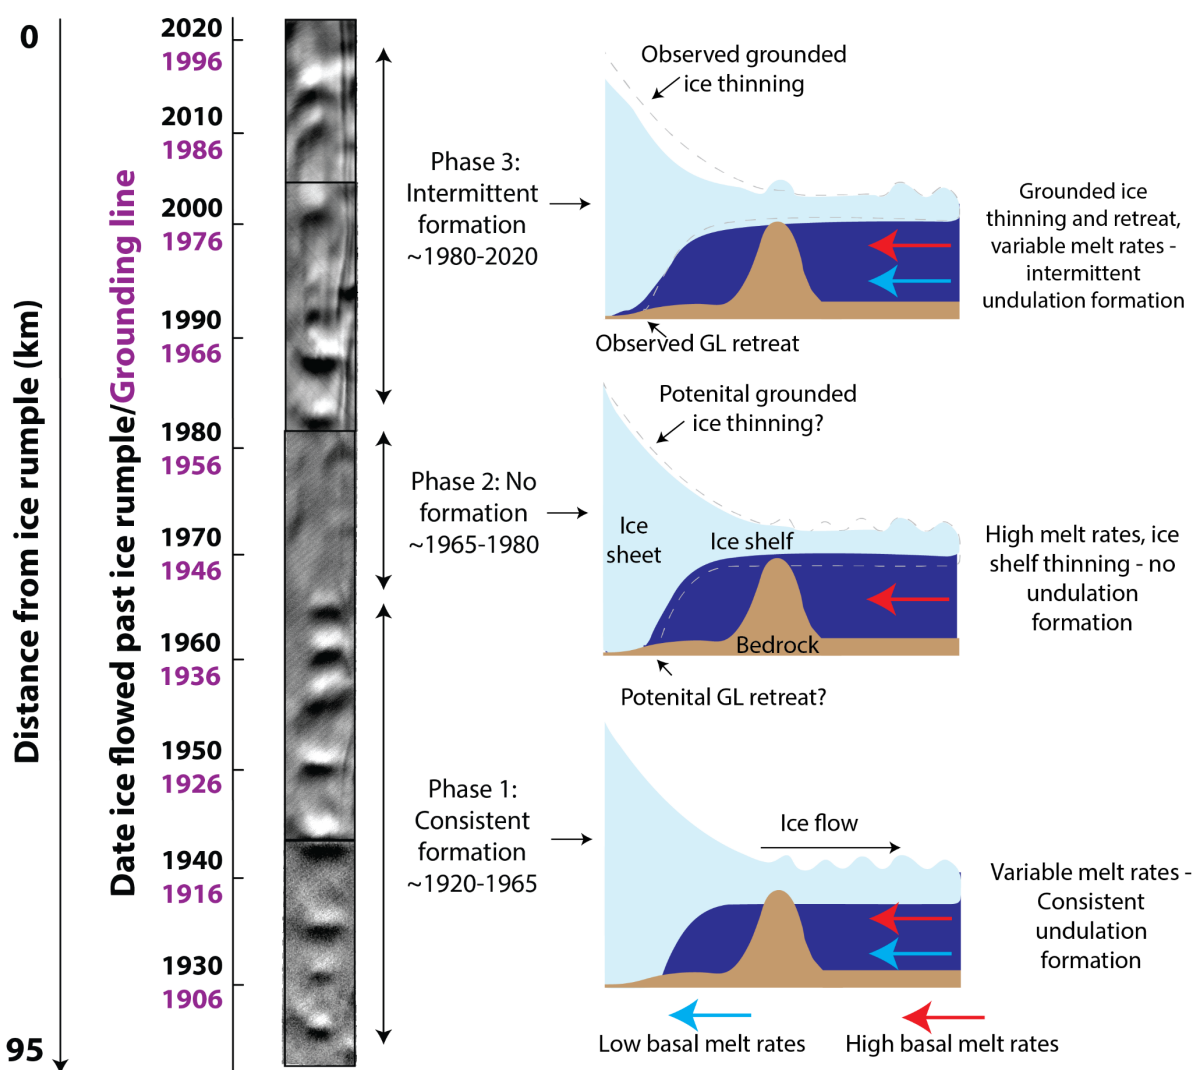 0
Distance from ice rumple (km)
95
Date ice flowed past ice rumple/Grounding line
2020
1996
2010
1986
2000
1976
1990
1966
1980
1956
1970
1946
1960
1936
1950
1926
1940
1916
1930
1906
Phase 3:
Intermittent
formation
~1980-2020
Observed grounded
ice thinning
Observed GL retreat
Grounded ice
thinning and retreat,
variable melt rates -
intermittent
undulation formation
Phase 2: No
formation
~1965-1980
Potenital grounded
ice thinning?
Ice
sheet
Ice shelf
Bedrock
Potenital GL retreat?
High melt rates, ice
shelf thinning - no
undulation
formation
Phase 1:
Consistent
formation
~1920-1965
Ice flow
Variable melt rates -
Consistent
undulation
formation
Low basal melt rates
High basal melt rates